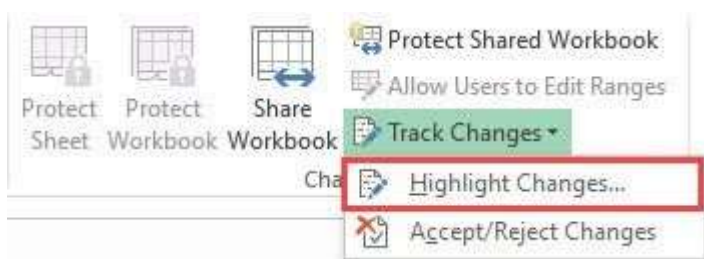 Protect Sheet
Protect Workbook
Share Workbook
Protect Shared Workbook
Allow Users to Edit Ranges
Track Changes
Cha
Highlight Changes...
Accept/Reject Changes